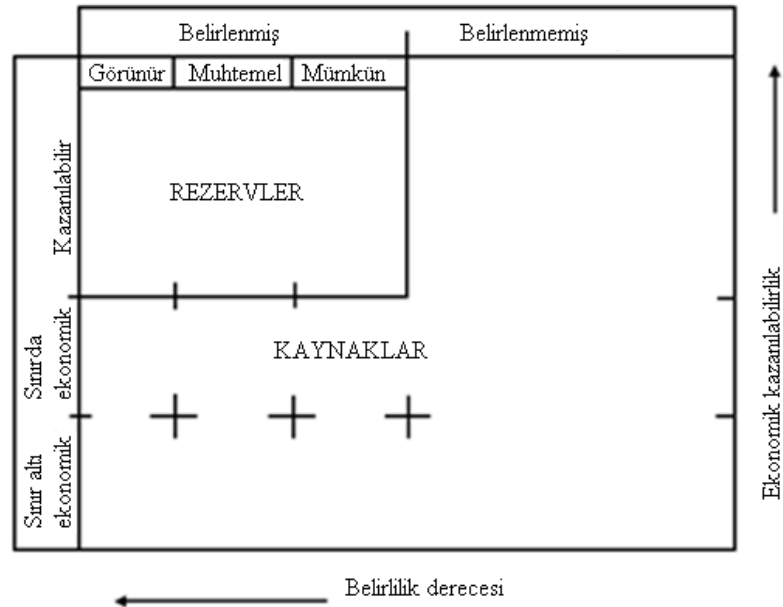 Belirlenmiş
Belirlenmemiş
Görünür
Muhtemel
Mümkün
Kazanılabilir
REZERVLER
Sınırda
ekonomik
KAYNAKLAR
Sınır altı
ekonomik
Ekonomik kazanılabilirlik
Belirlilik derecesi